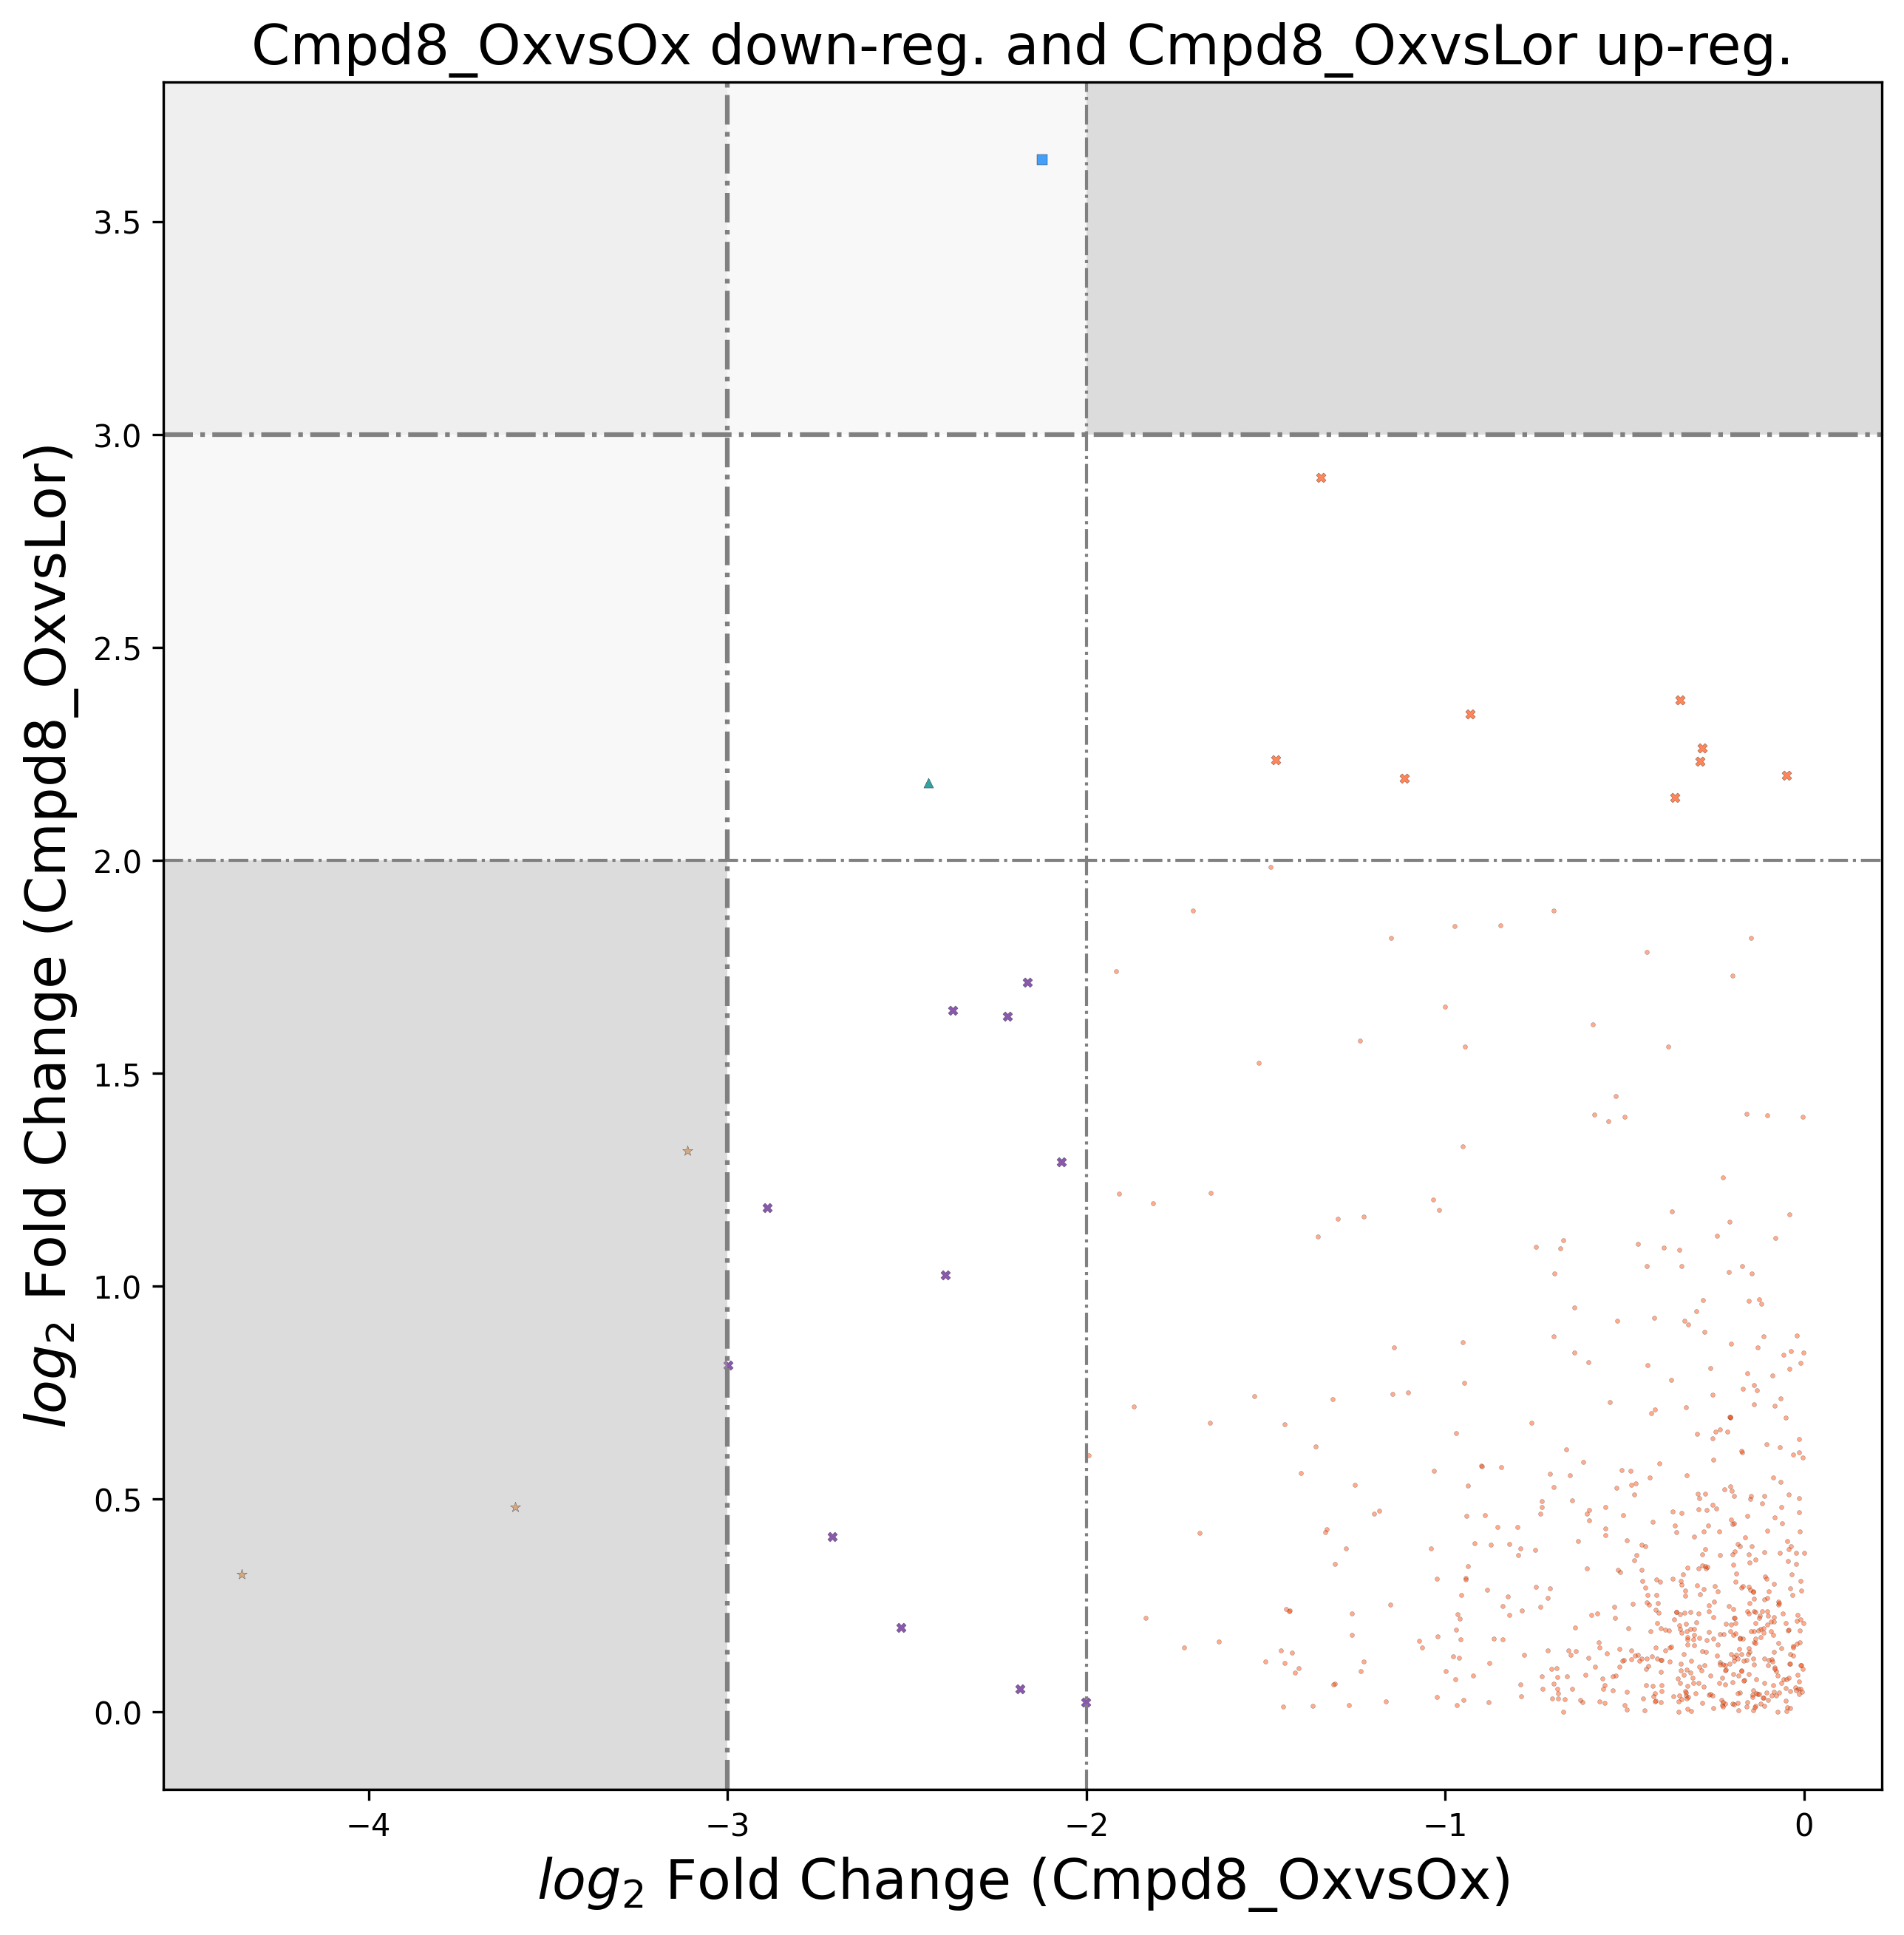 Cmpd8_OxvsOx down-reg. and Cmpd8_OxvsLor up-reg.
log₂ Fold Change (Cmpd8_OxvsLor)
3.5
3.0
2.5
2.0
1.5
1.0
0.5
0.0
−4 −3 −2 −1 0
log₂ Fold Change (Cmpd8_OxvsOx)